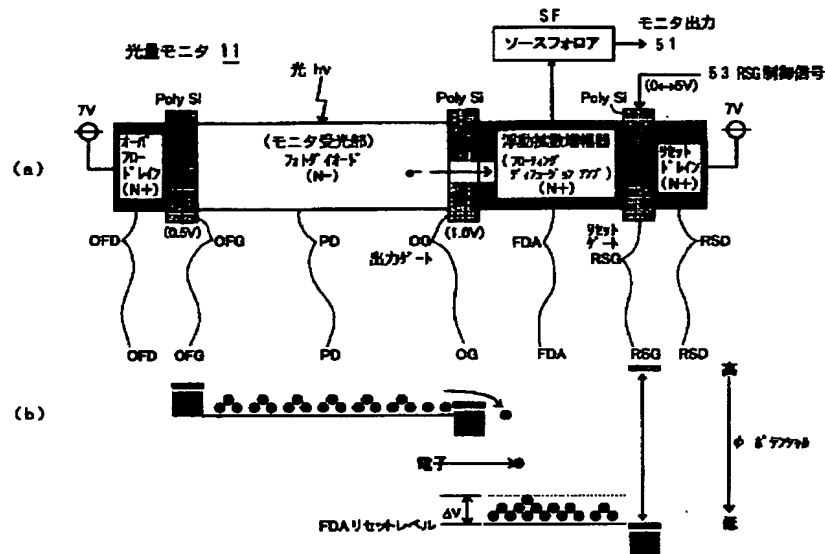 SF
ソースフォロア
モニタ出力
51
光量モニタ 11
光 hν
53 RSG制御信号
(0↔5V)
7V
Poly Si
Poly Si
Poly Si
7V
(a)
オーバ
フロー
ドレイン
(N+)
(モニタ受光部)
フォトダイオード
(N-)
浮動拡散増幅器
(フローティング
ディフュージョン アンプ)
(N+)
リセット
ドレイン
(N+)
OFD
(0.5V)
OFG
PD
OG
(1.0V)
出力ゲート
FDA
リセット
ゲート
RSG
RSD
OFD
OFG
PD
OG
FDA
RSG
RSD
(b)
高
φ ポテンシャル
低
電子
ΔV
FDAリセットレベル